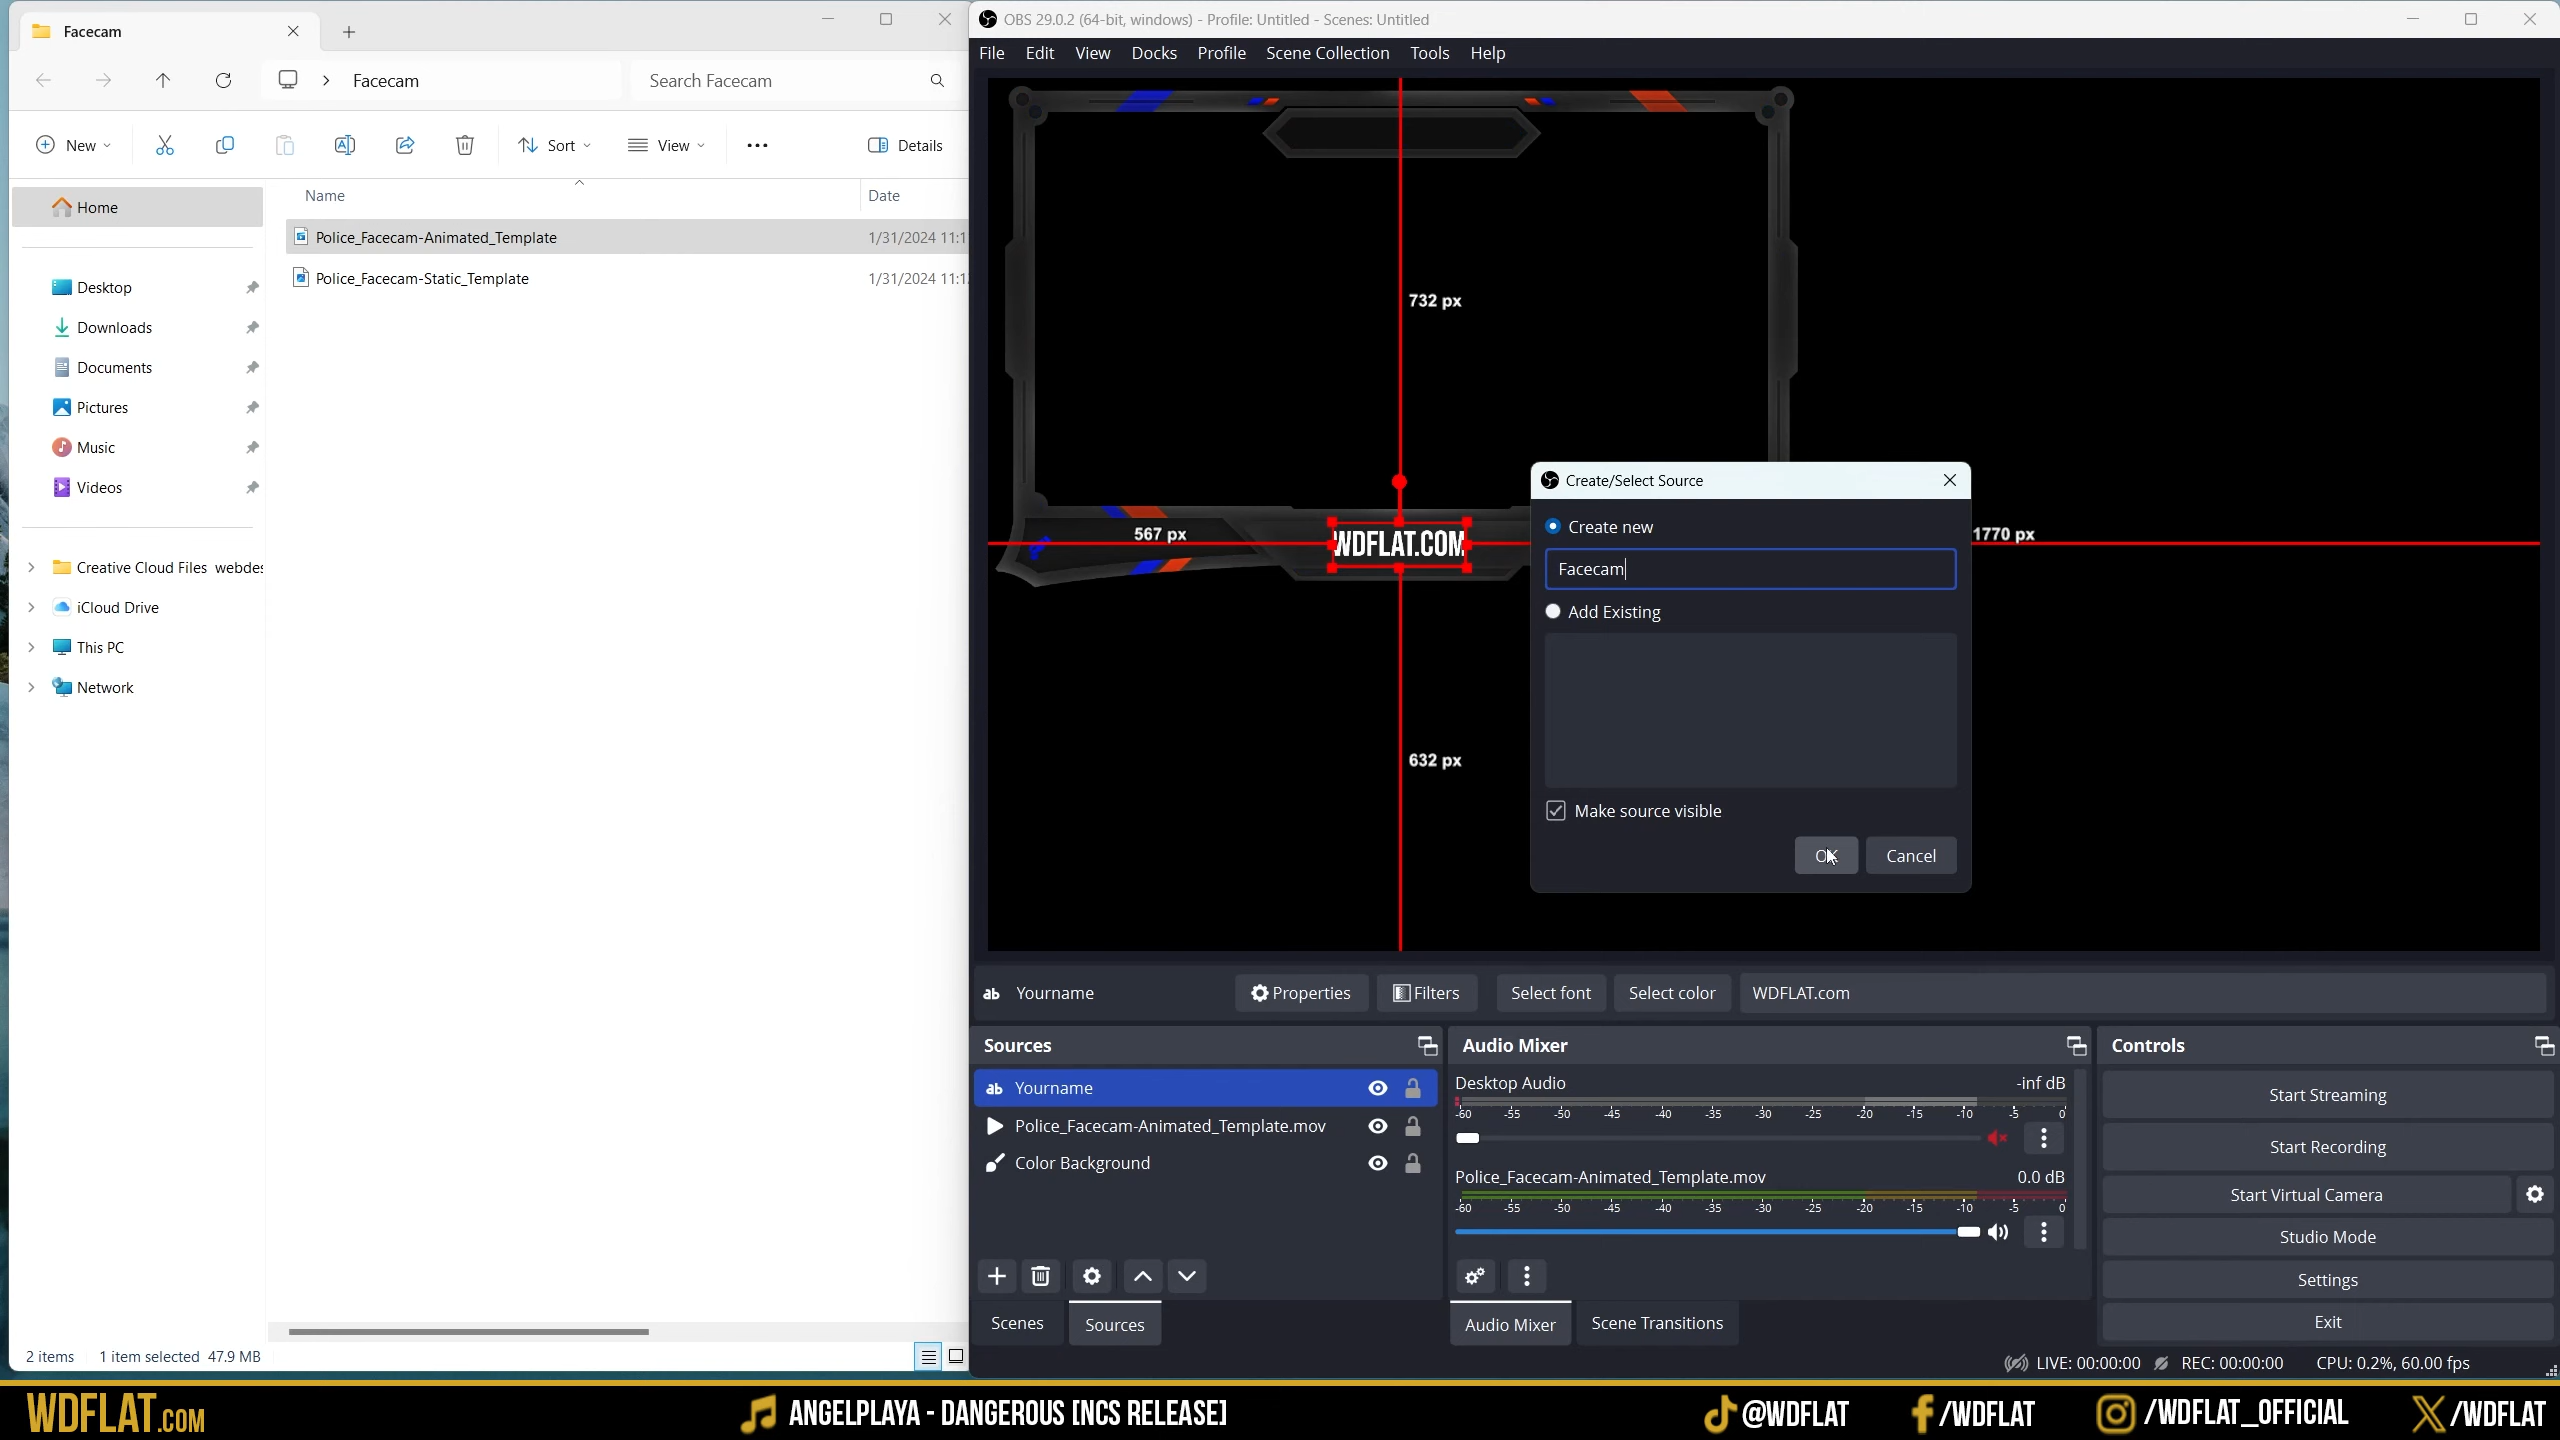 Facecam
Facecam
Search Facecam
New
Sort
View
Details
Name
Date
Home
Police_Facecam-Animated_Template
1/31/2024 11:1
Police_Facecam-Static_Template
1/31/2024 11:1
Desktop
Downloads
Documents
Pictures
Music
Videos
Creative Cloud Files webdes
iCloud Drive
This PC
Network
2 items
1 item selected 47.9 MB
OBS 29.0.2 (64-bit, windows) - Profile: Untitled - Scenes: Untitled
File
Edit
View
Docks
Profile
Scene Collection
Tools
Help
732 px
567 px
WDFLAT.COM
1770 px
632 px
Create/Select Source
Create new
Facecam
Add Existing
Make source visible
OK
Cancel
ab Yourname
Properties
Filters
Select font
Select color
WDFLAT.com
Sources
ab Yourname
Police_Facecam-Animated_Template.mov
Color Background
Scenes
Sources
Audio Mixer
Desktop Audio
-inf dB
-60 -55 -50 -45 -40 -35 -30 -25 -20 -15 -10 -5 0
Police_Facecam-Animated_Template.mov
0.0 dB
-60 -55 -50 -45 -40 -35 -30 -25 -20 -15 -10 -5 0
Audio Mixer
Scene Transitions
Controls
Start Streaming
Start Recording
Start Virtual Camera
Studio Mode
Settings
Exit
LIVE: 00:00:00
REC: 00:00:00
CPU: 0.2%, 60.00 fps
WDFLAT.COM
ANGELPLAYA - DANGEROUS [NCS RELEASE]
@WDFLAT
/WDFLAT
/WDFLAT_OFFICIAL
/WDFLAT